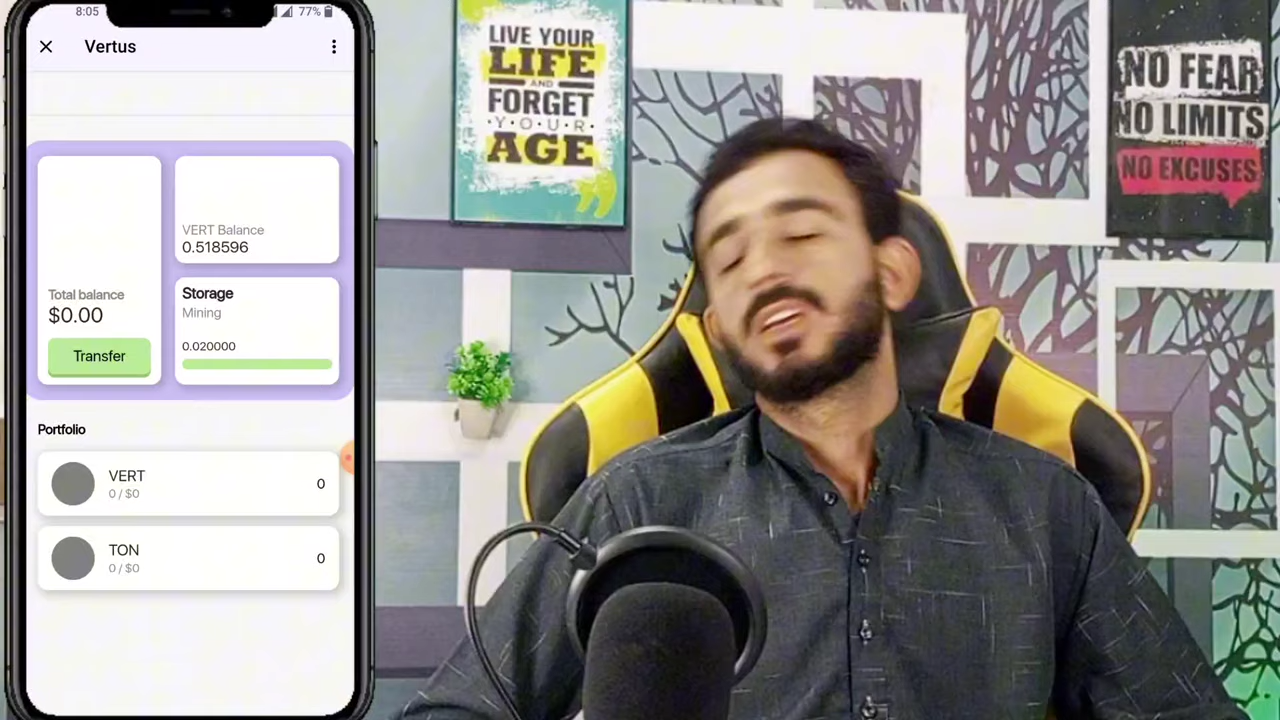 8:05
77%
Vertus
VERT Balance
0.518596
Total balance
$0.00
Transfer
Storage
Mining
0.020000
Portfolio
VERT
0 / $0
0
TON
0 / $0
0
LIVE YOUR
LIFE
AND
FORGET
·Y·O·U·R·
AGE
NO FEAR
NO LIMITS
NO EXCUSES